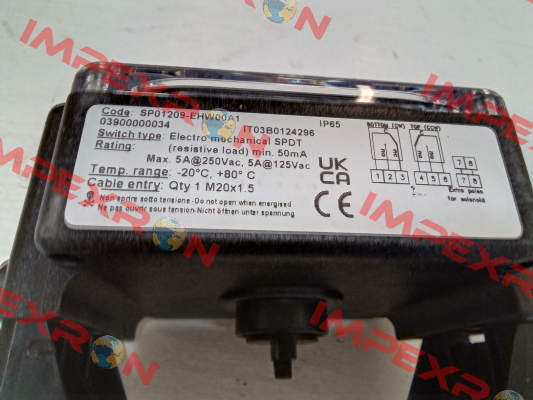 Code: SP01209-EHW00A1
03900000034
IT03B0124296
IP65
Switch type: Electro mechanical SPDT
Rating: (resistive load) min. 50mA
Max. 5A@250Vac, 5A@125Vac
Temp. range: -20°C, +80° C
Cable entry: Qty 1 M20x1.5
Non aprire sotto tensione - Do not open when energised
Ne pas ouvrir sous tension - Nicht öffnen unter spannung
UK
CA
CE
BOTTOM (CW) TOP (CCW)
1 2 3 4 5 6 7 8
7 8
Extra poles
for solenoid
IMPEXRON
IMPEXRON
IMPEXRON
IMPEXRON
IMPEXRON